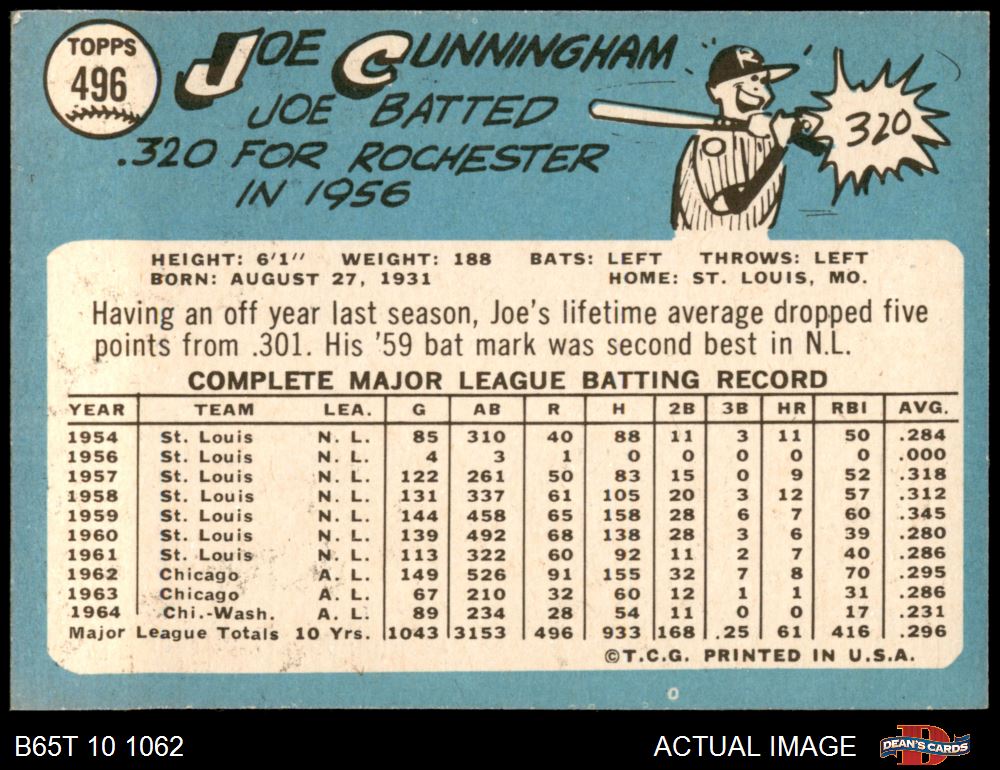 TOPPS
496
JOE CUNNINGHAM
JOE BATTED
.320 FOR ROCHESTER
IN 1956
R
320
HEIGHT: 6'1" WEIGHT: 188 BATS: LEFT THROWS: LEFT
BORN: AUGUST 27, 1931 HOME: ST. LOUIS, MO.
Having an off year last season, Joe's lifetime average dropped five
points from .301. His '59 bat mark was second best in N.L.
COMPLETE MAJOR LEAGUE BATTING RECORD
YEAR TEAM LEA. G AB R H 2B 3B HR RBI AVG.
1954 St. Louis N. L. 85 310 40 88 11 3 11 50 .284
1956 St. Louis N. L. 4 3 1 0 0 0 0 0 .000
1957 St. Louis N. L. 122 261 50 83 15 0 9 52 .318
1958 St. Louis N. L. 131 337 61 105 20 3 12 57 .312
1959 St. Louis N. L. 144 458 65 158 28 6 7 60 .345
1960 St. Louis N. L. 139 492 68 138 28 3 6 39 .280
1961 St. Louis N. L. 113 322 60 92 11 2 7 40 .286
1962 Chicago A. L. 149 526 91 155 32 7 8 70 .295
1963 Chicago A. L. 67 210 32 60 12 1 1 31 .286
1964 Chi.-Wash. A. L. 89 234 28 54 11 0 0 17 .231
Major League Totals 10 Yrs. 1043 3153 496 933 168 .25 61 416 .296
©T.C.G. PRINTED IN U.S.A.
O
B65T 10 1062 ACTUAL IMAGE DEAN'S CARDS